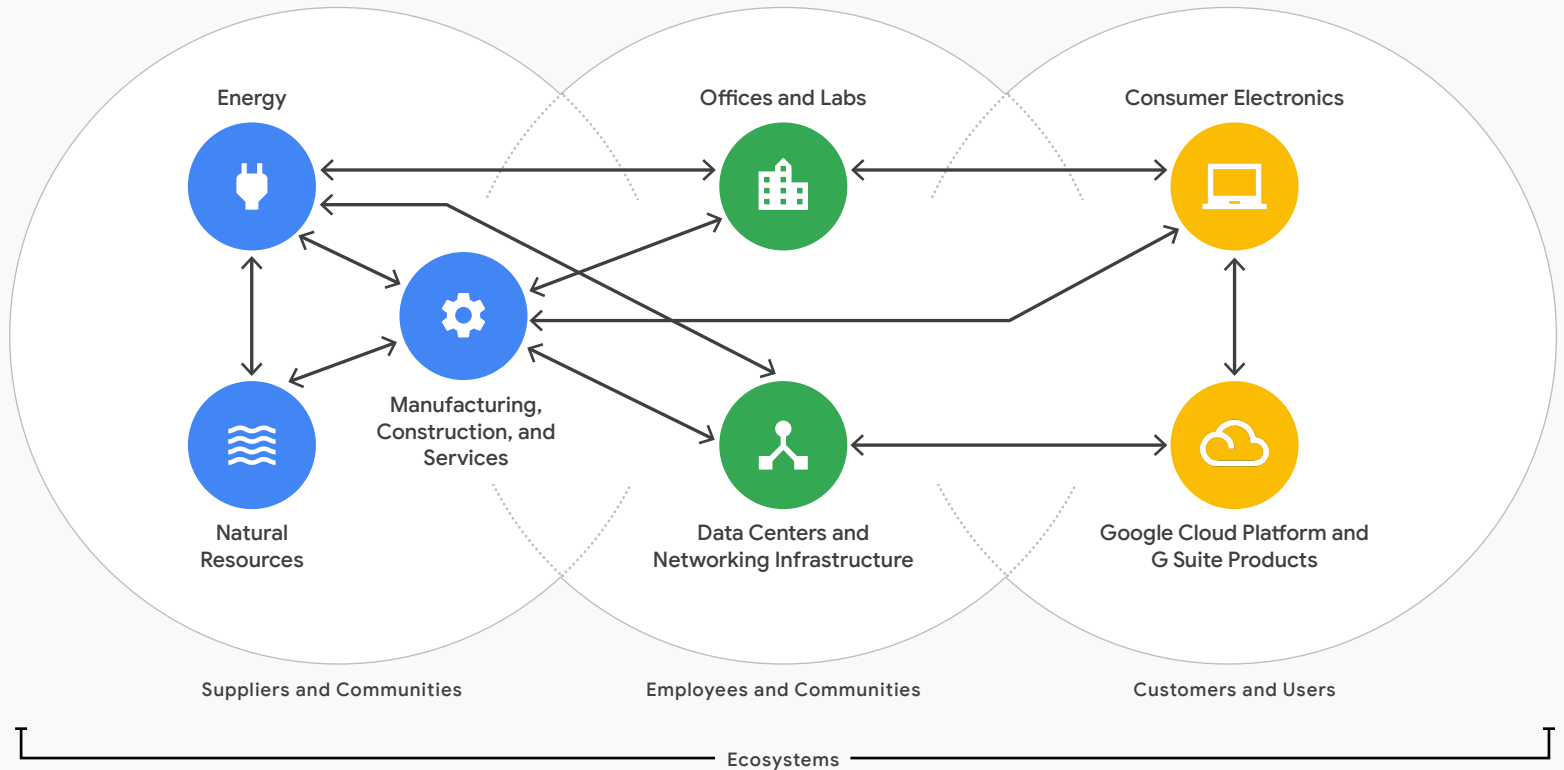 Energy
Offices and Labs
Consumer Electronics
Manufacturing,
Construction, and
Services
Natural
Resources
Data Centers and
Networking Infrastructure
Google Cloud Platform and
G Suite Products
Suppliers and Communities
Employees and Communities
Customers and Users
Ecosystems